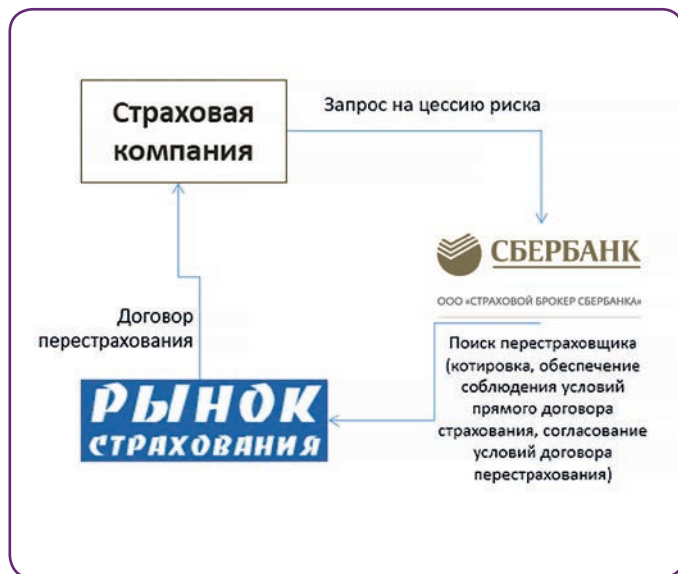 Страховая
компания
Запрос на цессию риска
СБЕРБАНК
ООО «СТРАХОВОЙ БРОКЕР СБЕРБАНКА»
Поиск перестраховщика
(котировка, обеспечение
соблюдения условий
прямого договора
страхования, согласование
условий договора
перестрахования)
РЫНОК
СТРАХОВАНИЯ
Договор
перестрахования